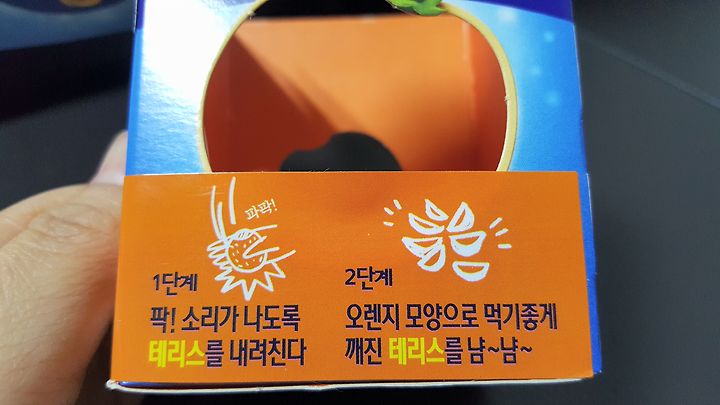 파팍!
1단계
팍! 소리가 나도록
테리스를 내려친다
2단계
오렌지 모양으로 먹기좋게
깨진 테리스를 냠~냠~